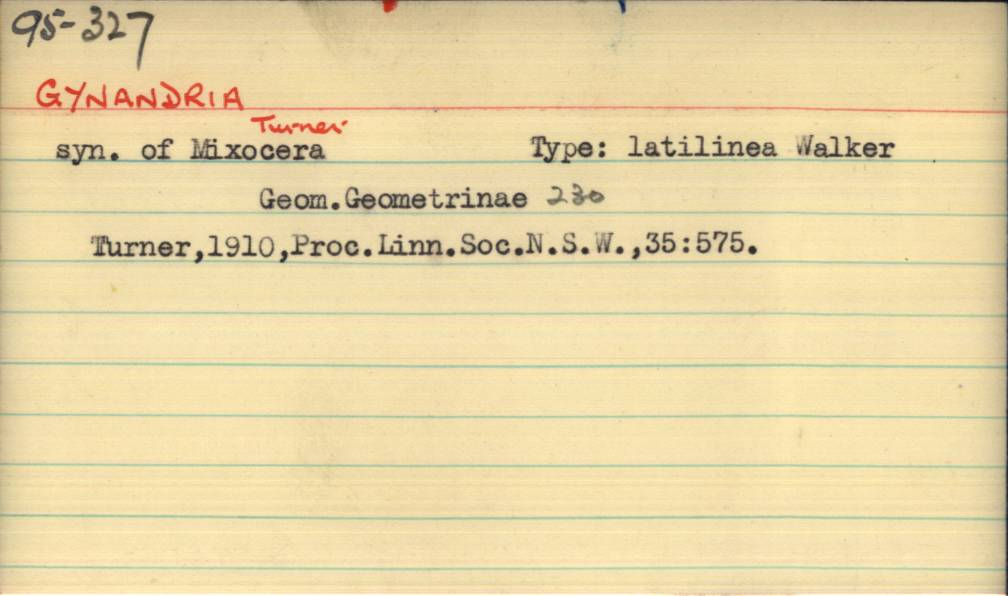 95-327
GYNANDRIA
Turner
syn. of Mixocera Type: latilinea Walker
Geom.Geometrinae 230
Turner,1910,Proc.Linn.Soc.N.S.W.,35:575.